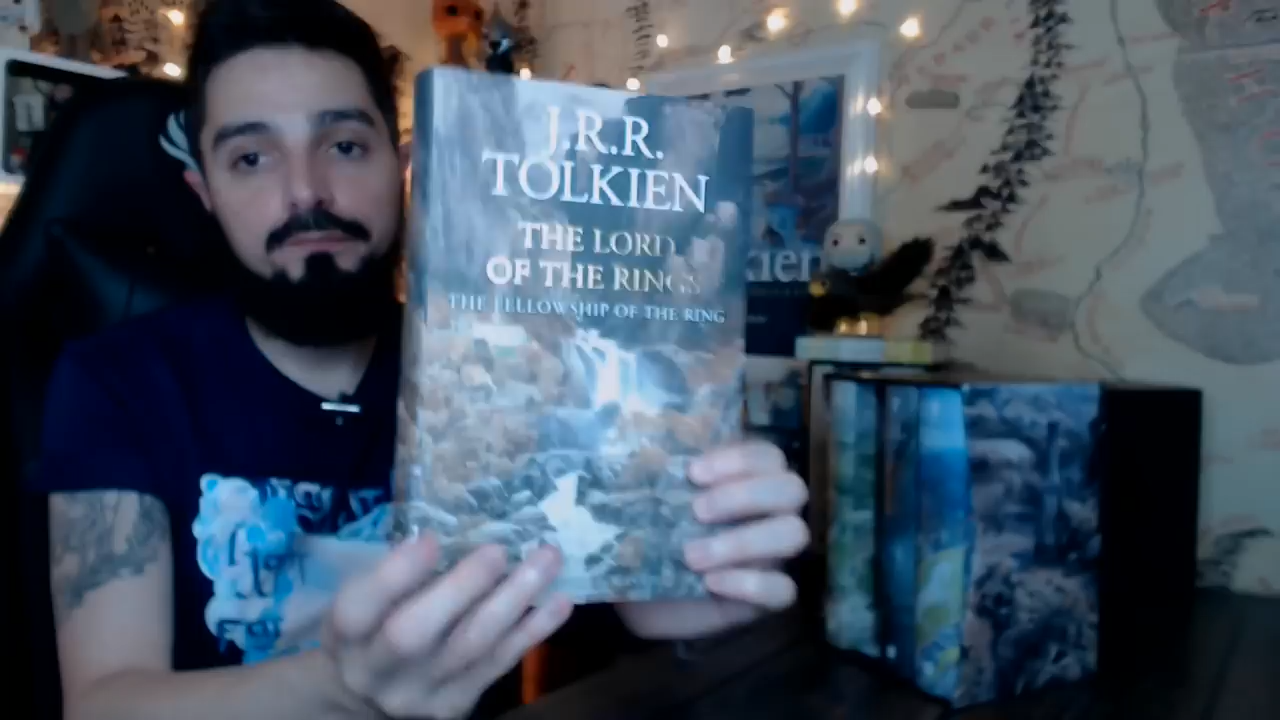 J.R.R.
TOLKIEN
THE LORD
OF THE RINGS
THE FELLOWSHIP OF THE RING